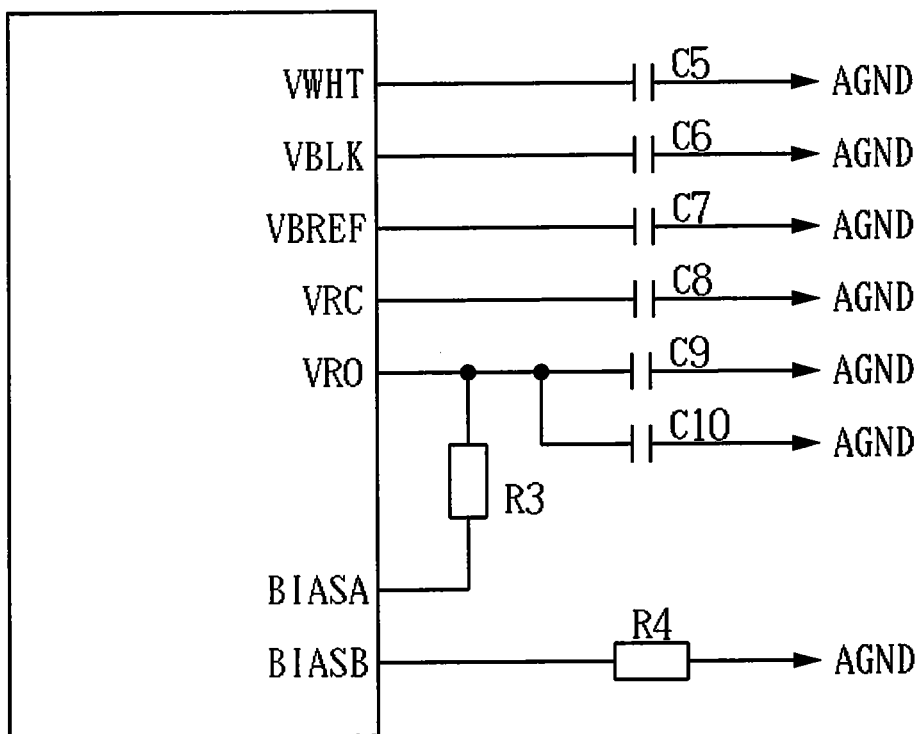 VWHT C5 AGND
VBLK C6 AGND
VBREF C7 AGND
VRC C8 AGND
VRO C9 AGND
C10 AGND
R3
BIASA
R4
BIASB AGND